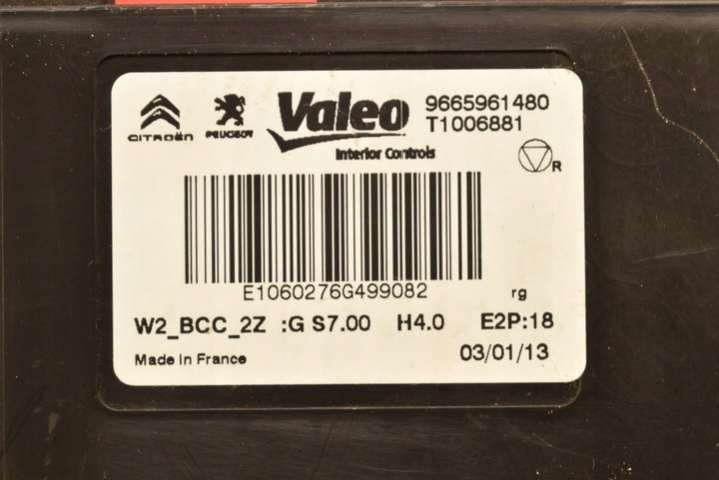 CITROËN PEUGEOT Valeo 9665961480
T1006881
Interior Controls
R
E1060276G499082
rg
W2_BCC_2Z :G S7.00 H4.0 E2P:18
Made in France 03/01/13